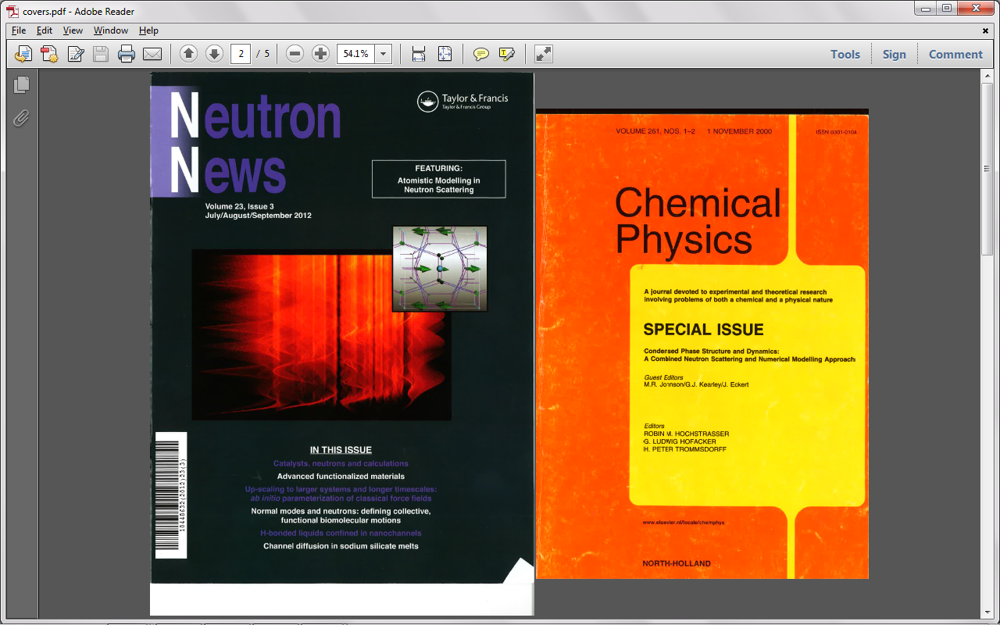 covers.pdf - Adobe Reader
File Edit View Window Help
2 / 5
54.1%
Tools Sign Comment
Neutron
News
Taylor & Francis
Taylor & Francis Group
FEATURING:
Atomistic Modelling in
Neutron Scattering
Volume 23, Issue 3
July/August/September 2012
IN THIS ISSUE
Catalysts, neutrons and calculations
Advanced functionalized materials
Up-scaling to larger systems and longer timescales:
ab initio parameterization of classical force fields
Normal modes and neutrons: defining collective,
functional biomolecular motions
H-bonded liquids confined in nanochannels
Channel diffusion in sodium silicate melts
10448632(2012)23(3)
VOLUME 261, NOS. 1–2 1 NOVEMBER 2000
ISSN 0301-0104
Chemical
Physics
A journal devoted to experimental and theoretical research
involving problems of both a chemical and a physical nature
SPECIAL ISSUE
Condensed Phase Structure and Dynamics:
A Combined Neutron Scattering and Numerical Modelling Approach
Guest Editors
M.R. Johnson/G.J. Kearley/J. Eckert
Editors
ROBIN M. HOCHSTRASSER
G. LUDWIG HOFACKER
H. PETER TROMMSDORFF
www.elsevier.nl/locate/chemphys
NORTH-HOLLAND